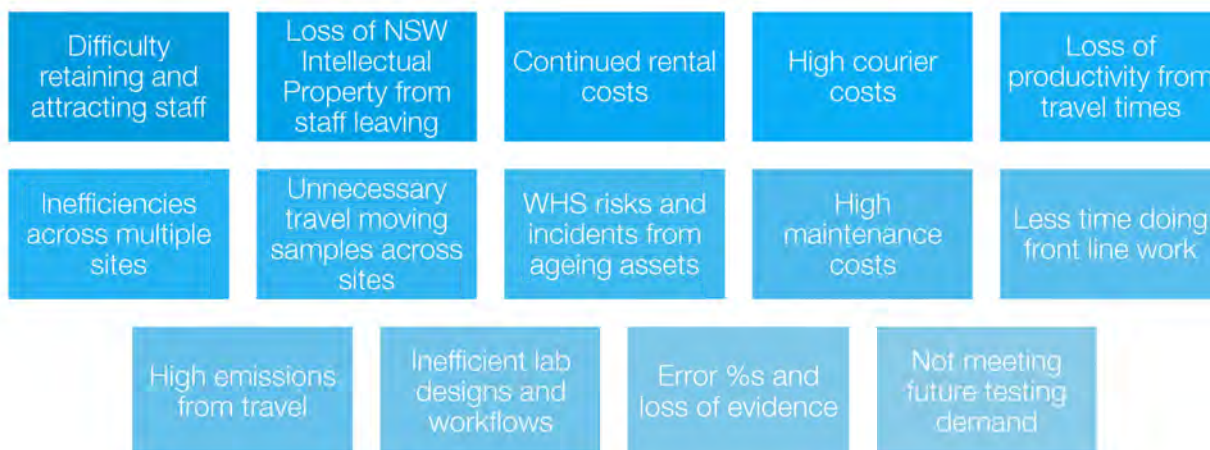 Difficulty
retaining and
attracting staff
Loss of NSW
Intellectual
Property from
staff leaving
Continued rental
costs
High courier
costs
Loss of
productivity from
travel times
Inefficiencies
across multiple
sites
Unnecessary
travel moving
samples across
sites
WHS risks and
incidents from
ageing assets
High
maintenance
costs
Less time doing
front line work
High emissions
from travel
Inefficient lab
designs and
workflows
Error %s and
loss of evidence
Not meeting
future testing
demand